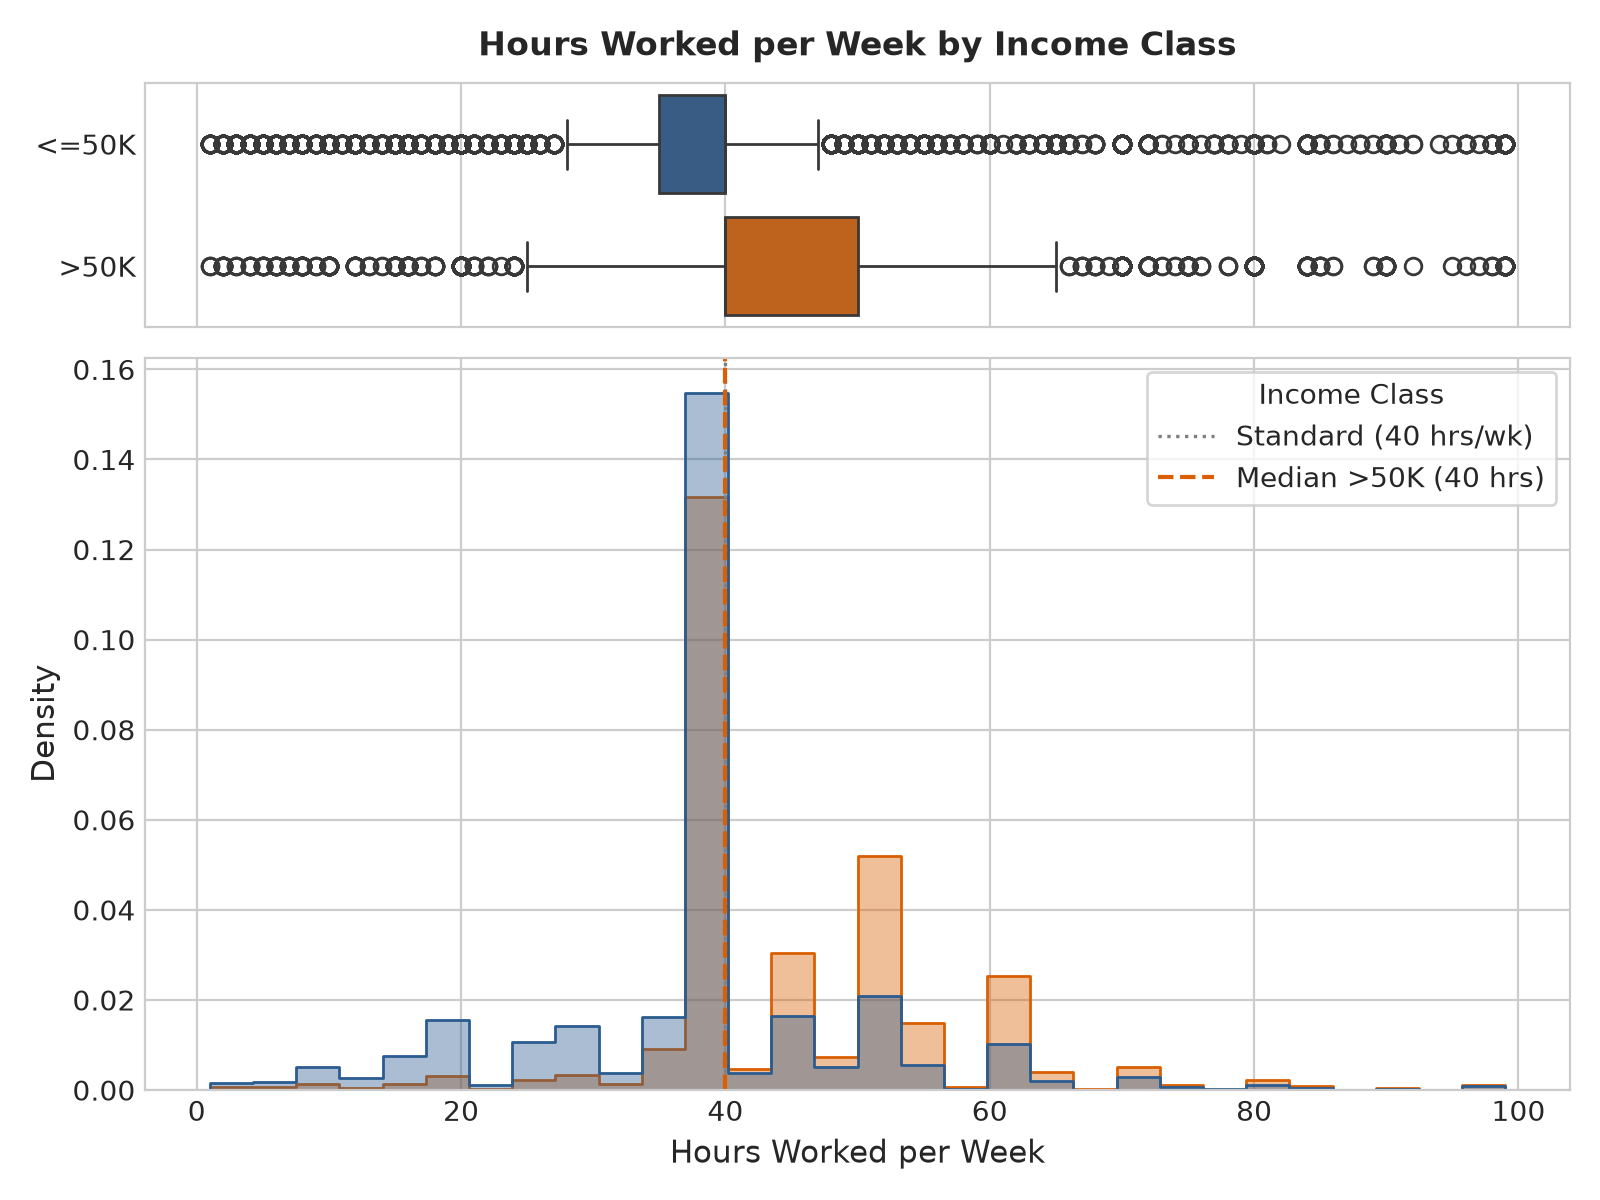 Hours Worked per Week by Income Class
<=50K
>50K
0.16
0.14
0.12
0.10
0.08
0.06
0.04
0.02
0.00
Density
Income Class
Standard (40 hrs/wk)
Median >50K (40 hrs)
0 20 40 60 80 100
Hours Worked per Week